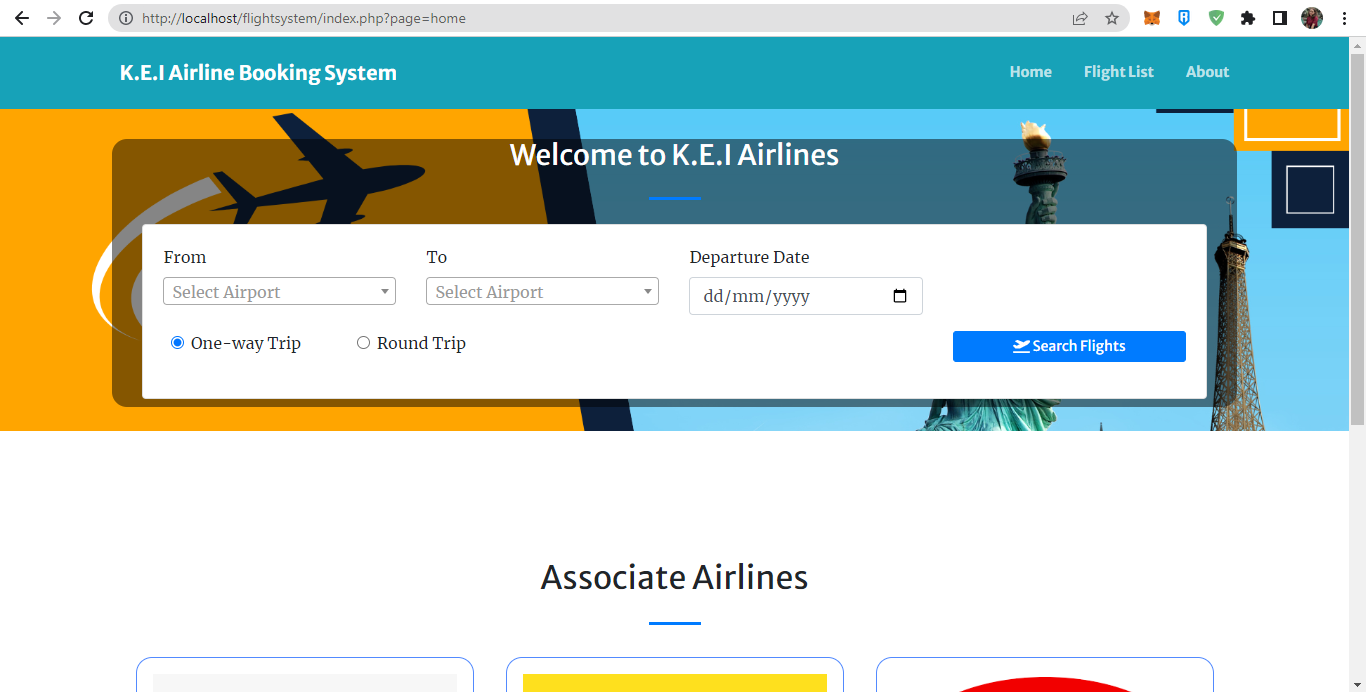 http://localhost/flightsystem/index.php?page=home
K.E.I Airline Booking System
Home Flight List About
Welcome to K.E.I Airlines
From To Departure Date
Select Airport Select Airport dd/mm/yyyy
One-way Trip Round Trip Search Flights
Associate Airlines